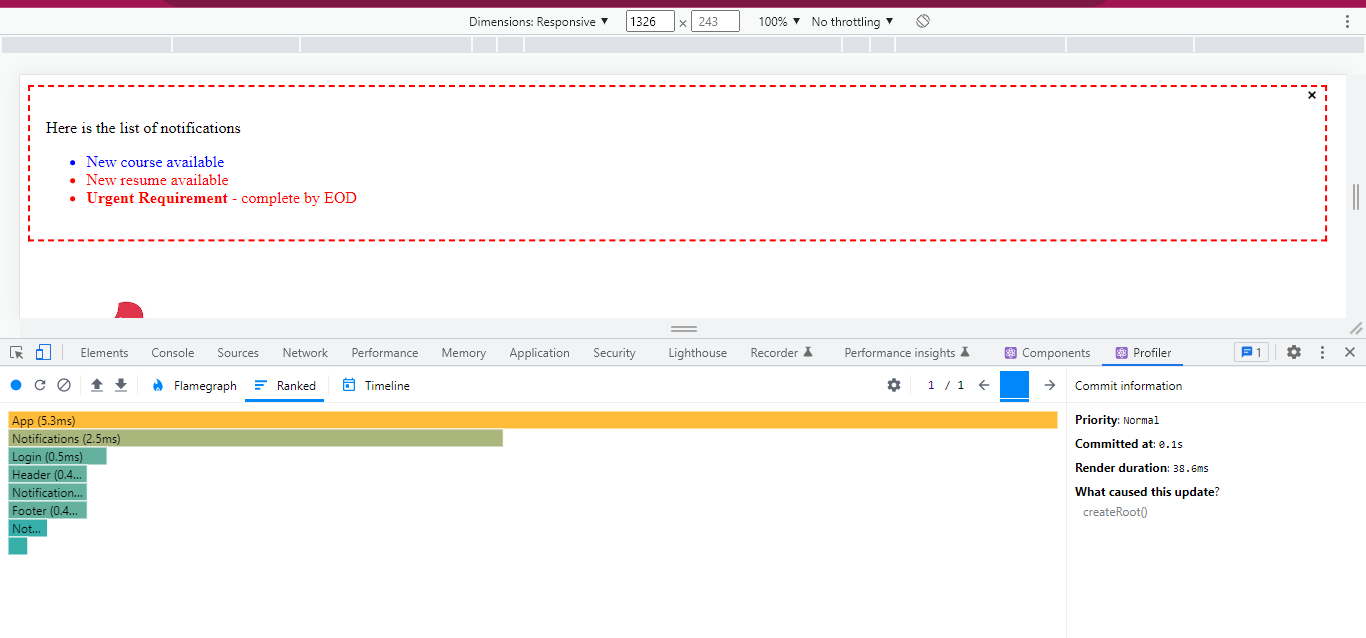 Dimensions: Responsive ▼ 1326 × 243 100% ▼ No throttling ▼
×
Here is the list of notifications
• New course available
• New resume available
• Urgent Requirement - complete by EOD
Elements Console Sources Network Performance Memory Application Security Lighthouse Recorder Performance insights Components Profiler 1
Flamegraph Ranked Timeline 1 / 1 Commit information
App (5.3ms)
Notifications (2.5ms)
Login (0.5ms)
Header (0.4...
Notification...
Footer (0.4...
Not...
Priority: Normal
Committed at: 0.1s
Render duration: 38.6ms
What caused this update?
createRoot()